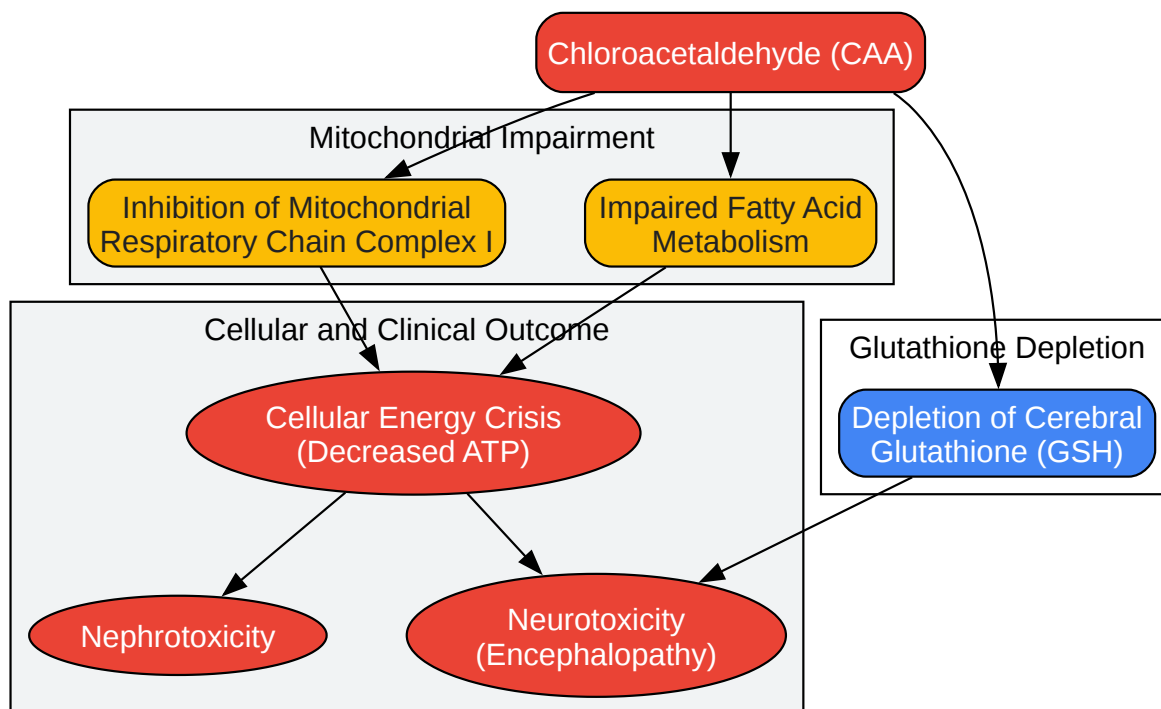 Chloroacetaldehyde (CAA)
Mitochondrial Impairment
Inhibition of Mitochondrial
Respiratory Chain Complex I
Impaired Fatty Acid
Metabolism
Cellular and Clinical Outcome
Glutathione Depletion
Cellular Energy Crisis
(Decreased ATP)
Depletion of Cerebral
Glutathione (GSH)
Nephrotoxicity
Neurotoxicity
(Encephalopathy)